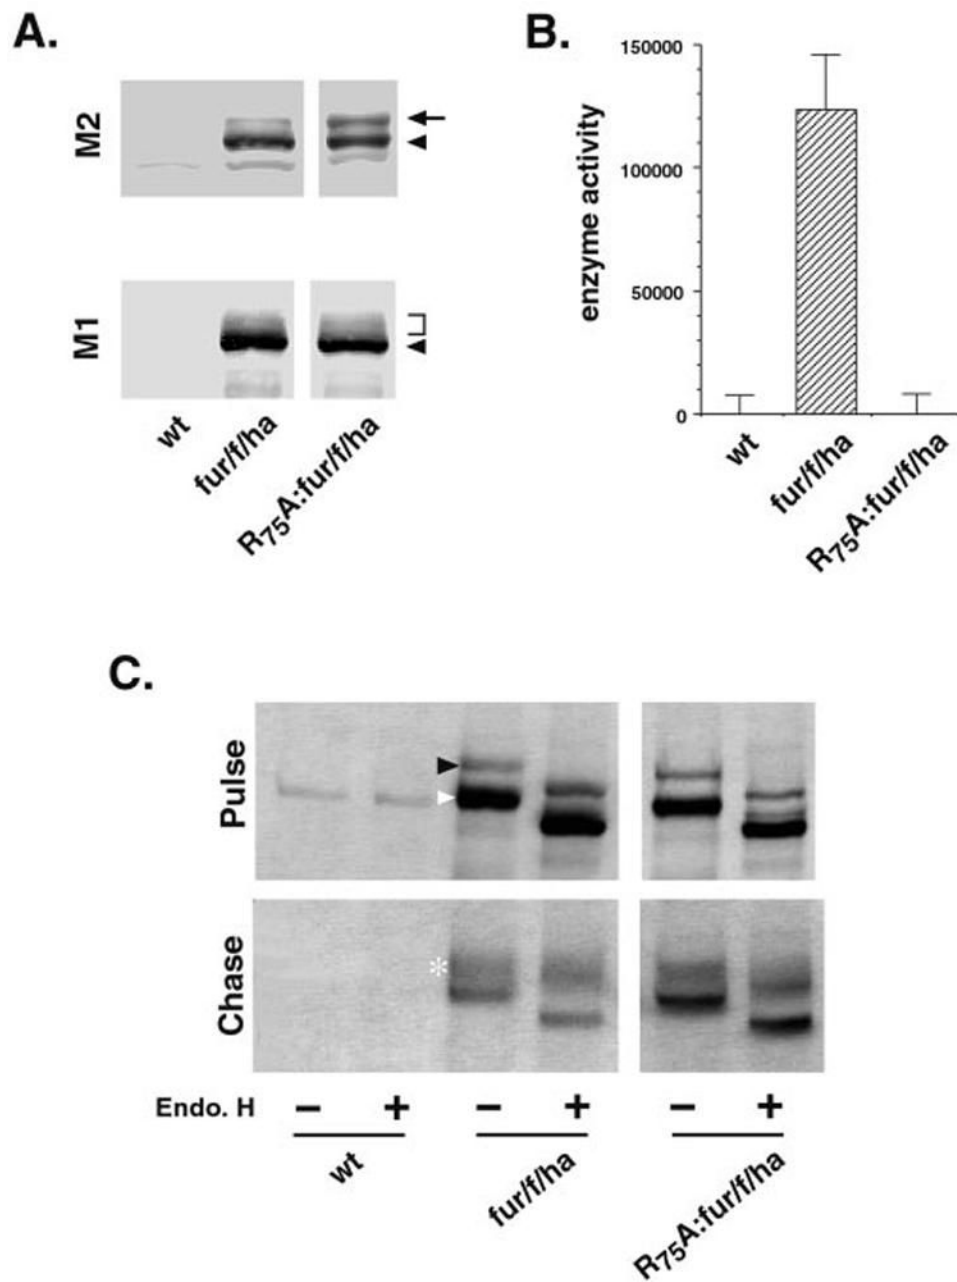 A.
M2
M1
wt
fur/f/ha
R75A:fur/f/ha
B.
enzyme activity
150000
100000
50000
0
wt
fur/f/ha
R75A:fur/f/ha
C.
Pulse
Chase
*
Endo. H
− + − + − +
wt
fur/f/ha
R75A:fur/f/ha